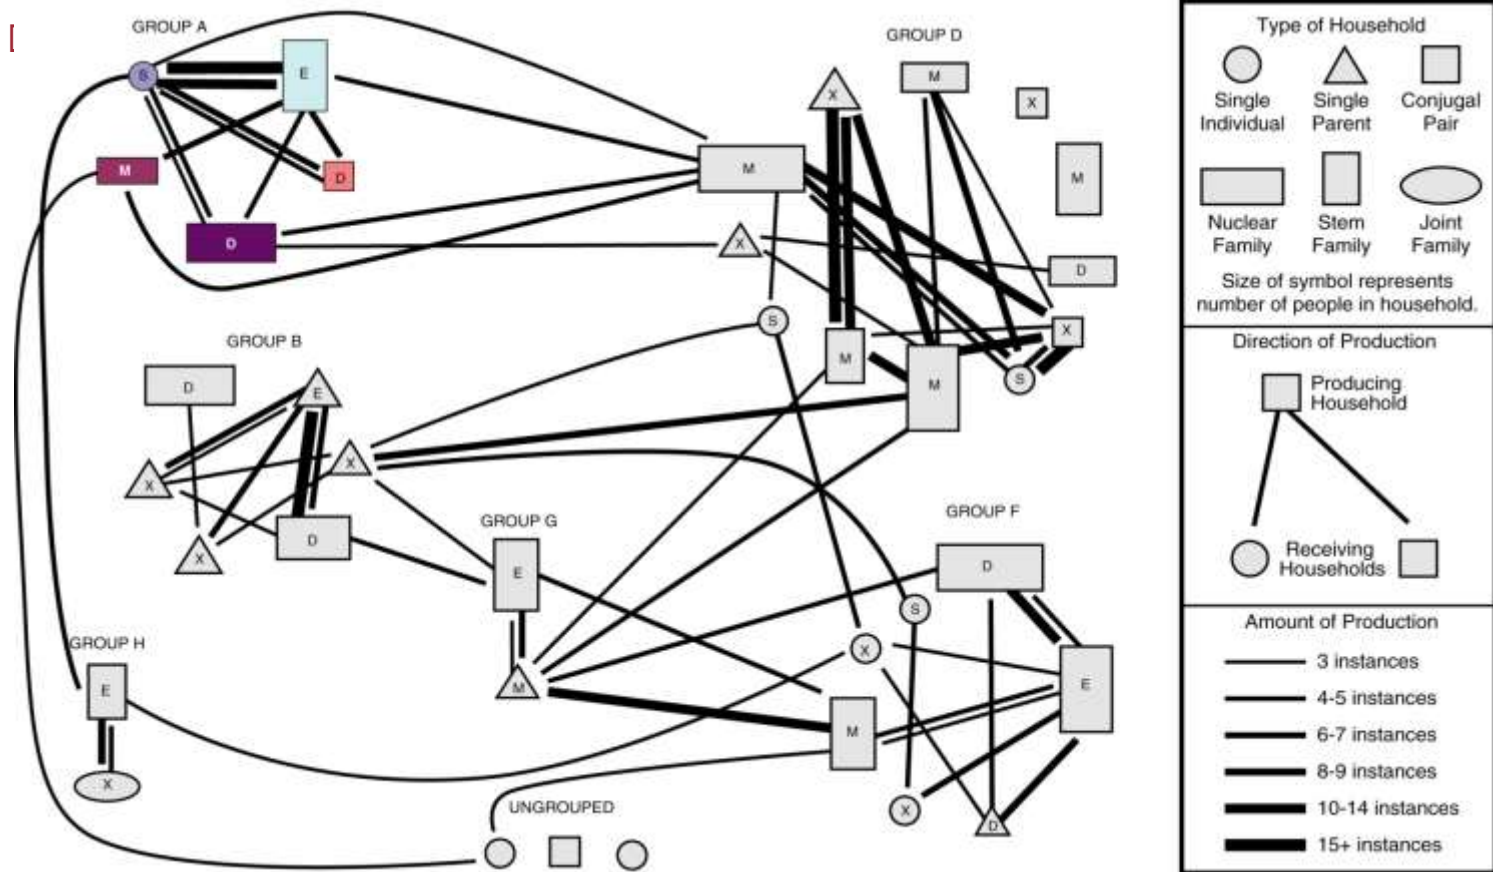 GROUP A
S
E
M
D
D
GROUP D
X
M
X
M
M
X
D
S
X
M
M
S
GROUP B
D
E
X
X
X
D
GROUP G
E
M
GROUP F
D
S
X
E
M
X
D
GROUP H
E
X
UNGROUPED
Type of Household
Single
Individual
Single
Parent
Conjugal
Pair
Nuclear
Family
Stem
Family
Joint
Family
Size of symbol represents
number of people in household.
Direction of Production
Producing
Household
Receiving
Households
Amount of Production
3 instances
4-5 instances
6-7 instances
8-9 instances
10-14 instances
15+ instances